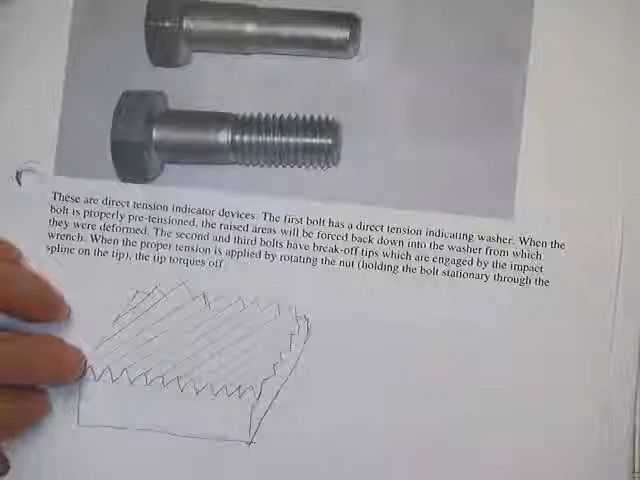 These are direct tension indicator devices. The first bolt has a direct tension indicating washer. When the
bolt is properly pre-tensioned, the raised areas will be forced back down into the washer from which
they were deformed. The second and third bolts have break-off tips which are engaged by the impact
wrench. When the proper tension is applied by rotating the nut (holding the bolt stationary through the
spline on the tip), the tip torques off